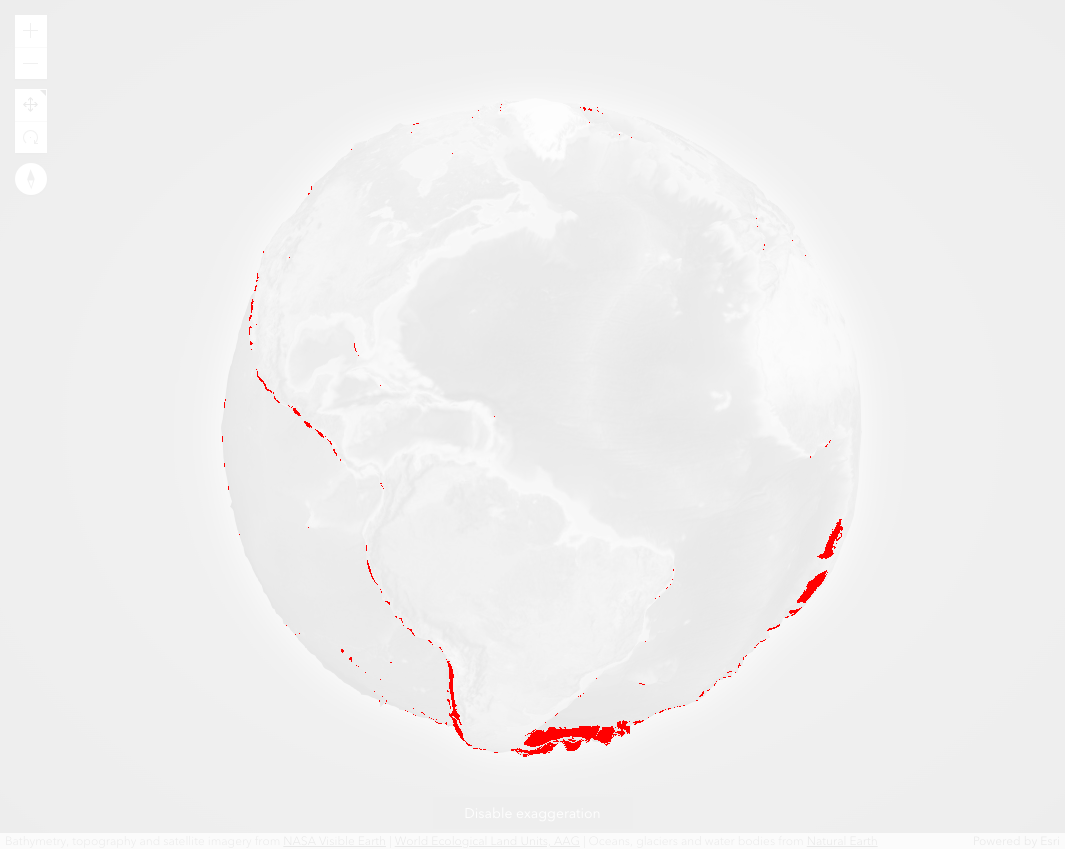 Disable exaggeration
Bathymetry, topography and satellite imagery from NASA Visible Earth | World Ecological Land Units, AAG | Oceans, glaciers and water bodies from Natural Earth Powered by Esri